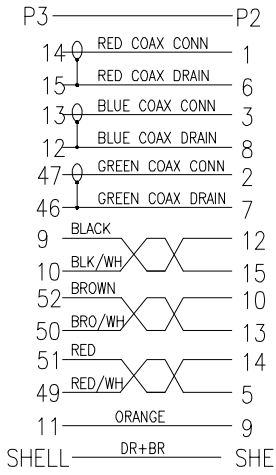 P3 P2
14 RED COAX CONN 1
15 RED COAX DRAIN 6
13 BLUE COAX CONN 3
12 BLUE COAX DRAIN 8
47 GREEN COAX CONN 2
46 GREEN COAX DRAIN 7
9 BLACK 12
10 BLK/WH 15
52 BROWN 10
50 BRO/WH 13
51 RED 14
49 RED/WH 5
11 ORANGE 9
SHELL DR+BR SHE